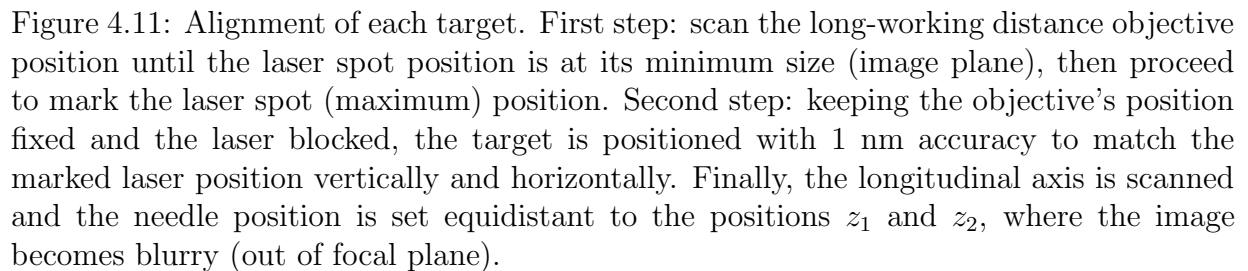 Figure 4.11: Alignment of each target. First step: scan the long-working distance objective
position until the laser spot position is at its minimum size (image plane), then proceed
to mark the laser spot (maximum) position. Second step: keeping the objective's position
fixed and the laser blocked, the target is positioned with 1 nm accuracy to match the
marked laser position vertically and horizontally. Finally, the longitudinal axis is scanned
and the needle position is set equidistant to the positions z₁ and z₂, where the image
becomes blurry (out of focal plane).